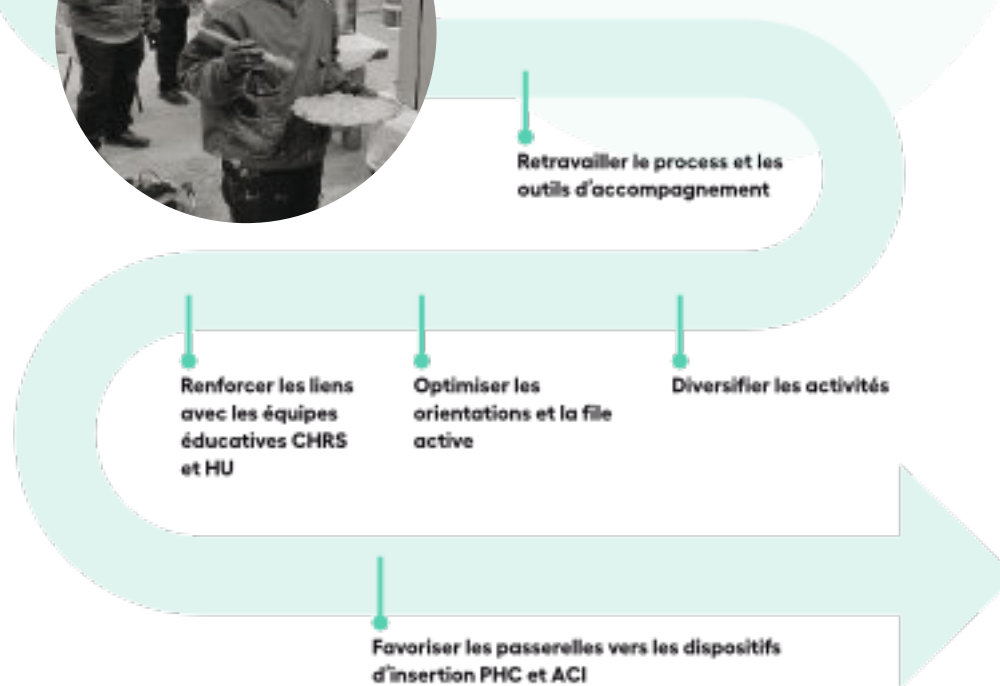 Retravailler le process et les
outils d'accompagnement
Renforcer les liens
avec les équipes
éducatives CHRS
et HU
Optimiser les
orientations et la file
active
Diversifier les activités
Favoriser les passerelles vers les dispositifs
d'insertion PHC et ACI